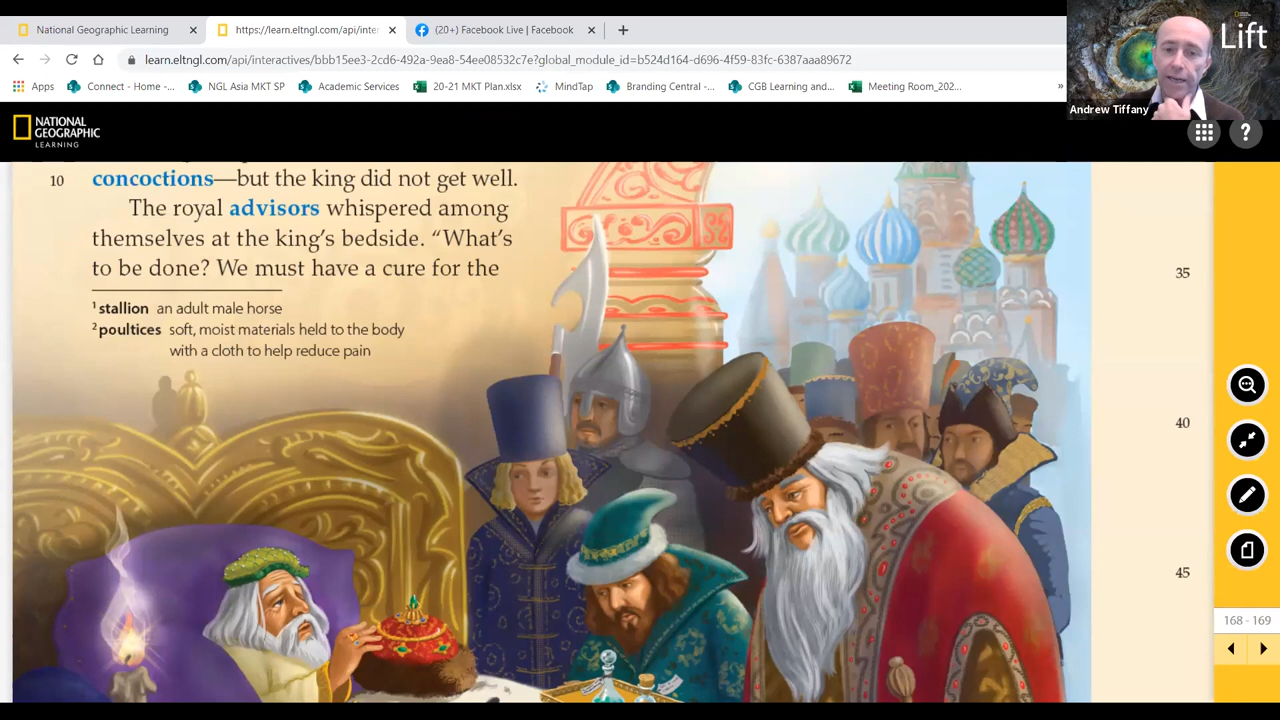 National Geographic Learning
https://learn.eltngl.com/api/inte
(20+) Facebook Live | Facebook
learn.eltngl.com/api/interactives/bbb15ee3-2cd6-492a-9ea8-54ee08532c7e?global_module_id=b524d164-d696-4f59-83fc-6387aaa89672
Apps
Connect - Home -...
NGL Asia MKT SP
Academic Services
20-21 MKT Plan.xlsx
MindTap
Branding Central -...
CGB Learning and...
Meeting Room_202...
»
Lift
Andrew Tiffany
NATIONAL
GEOGRAPHIC
LEARNING
?
10 concoctions—but the king did not get well.
The royal advisors whispered among
themselves at the king's bedside. “What's
to be done? We must have a cure for the
1 stallion an adult male horse
2 poultices soft, moist materials held to the body
with a cloth to help reduce pain
35
40
45
168 - 169